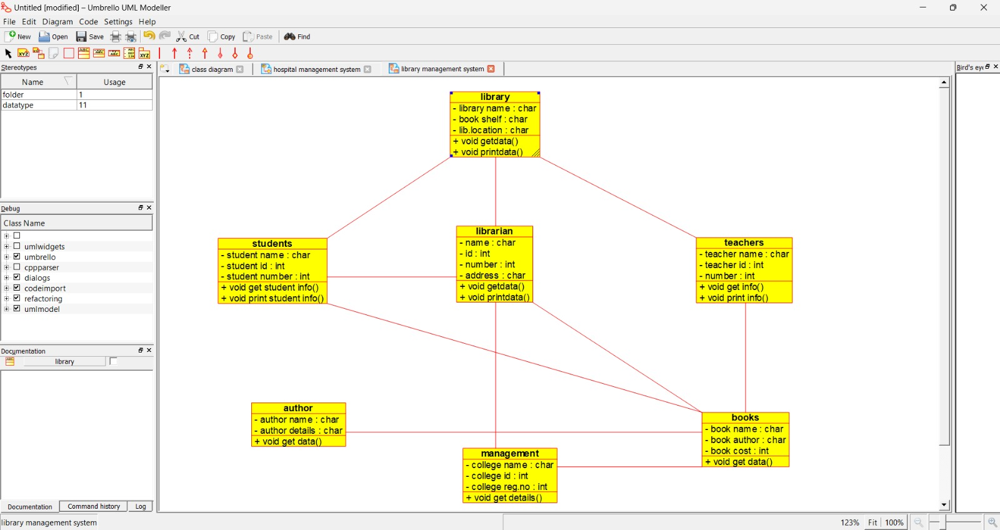 Untitled [modified] – Umbrello UML Modeller
File Edit Diagram Code Settings Help
New Open Save Cut Copy Paste Find
Stereotypes
Name Usage
folder 1
datatype 11
Debug
Class Name
umlwidgets
umbrello
cppparser
dialogs
codeimport
refactoring
umlmodel
Documentation
library
Documentation Command history Log
class diagram hospital management system library management system
Bird's eye
library
- library name : char
- book shelf : char
- lib.location : char
+ void getdata()
+ void printdata()
students
- student name : char
- student id : int
- student number : int
+ void get student info()
+ void print student info()
librarian
- name : char
- id : int
- number : int
- address : char
+ void getdata()
+ void printdata()
teachers
- teacher name : char
- teacher id : int
- number : int
+ void get info()
+ void print info()
author
- author name : char
- author details : char
+ void get data()
books
- book name : char
- book author : char
- book cost : int
+ void get data()
management
- college name : char
- college id : int
- college reg.no : int
+ void get details()
library management system
123% Fit 100%